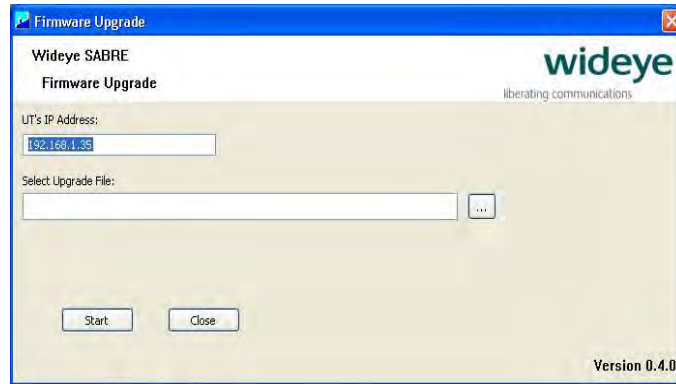 Firmware Upgrade
Wideye SABRE
Firmware Upgrade
wideye
liberating communications
UT's IP Address:
192.168.1.35
Select Upgrade File:
...
Start Close
Version 0.4.0